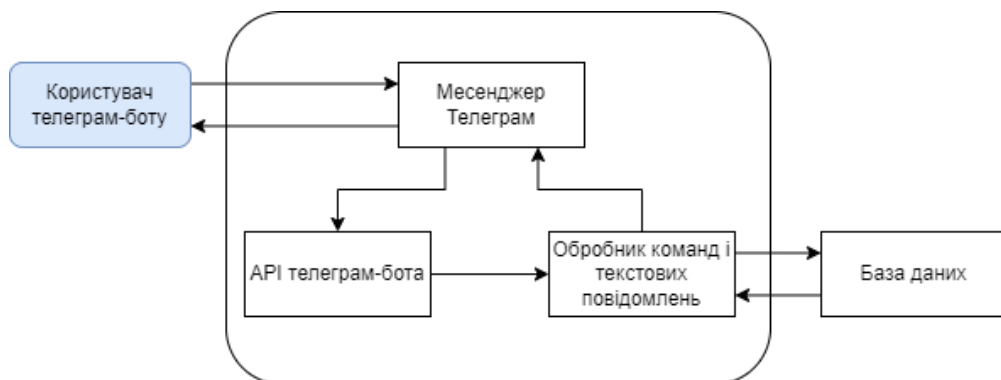 Користувач
телеграм-боту
Месенджер
Телеграм
API телеграм-бота
Обробник команд і
текстових
повідомлень
База даних